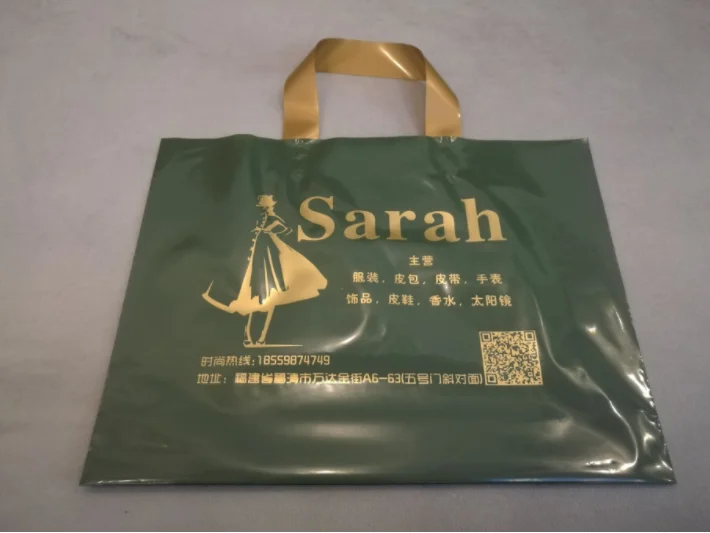 Sarah
主营
服装，皮包，皮带，手表
饰品，皮鞋，香水，太阳镜
时尚热线:18559874749
地址：福建省福清市万达金街A6-63(五号门斜对面)